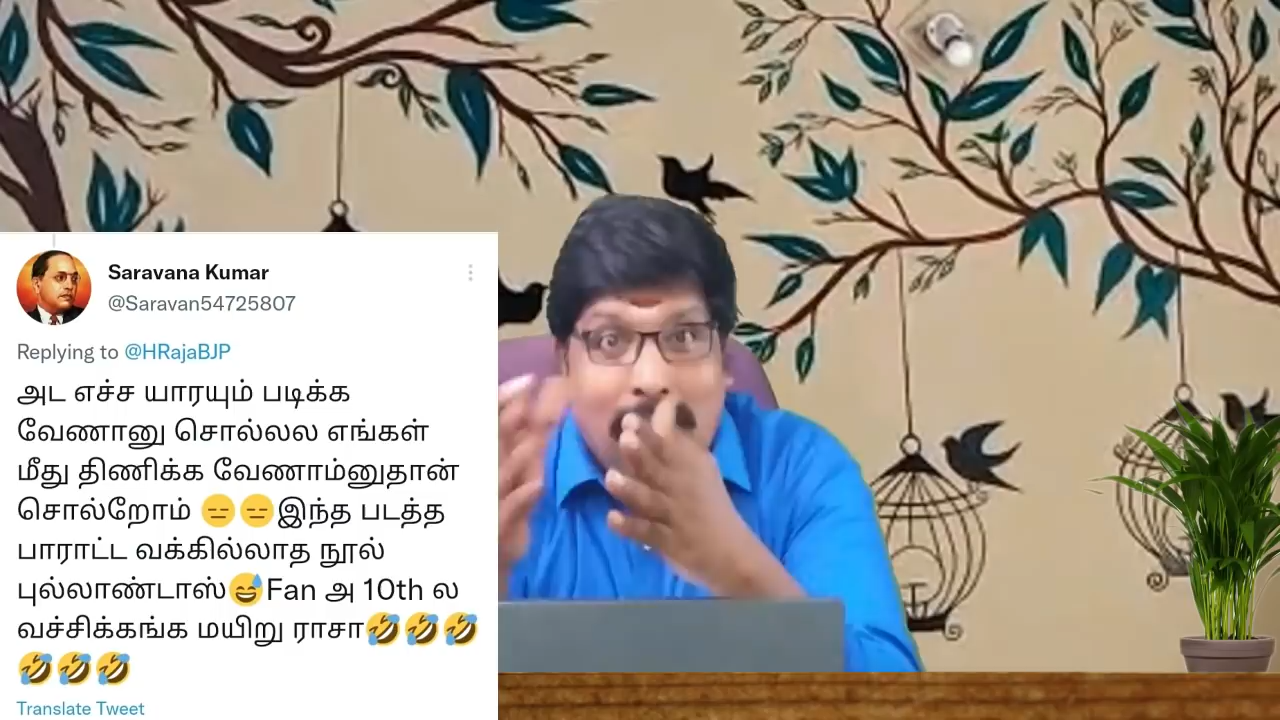 Saravana Kumar
@Saravan54725807
Replying to @HRajaBJP
அட எச்ச யாரயும் படிக்க
வேணானு சொல்லல எங்கள்
மீது திணிக்க வேணாம்னுதான்
சொல்றோம் 😑😑இந்த படத்த
பாராட்ட வக்கில்லாத நூல்
புல்லாண்டாஸ்😅Fan அ 10th ல
வச்சிக்கங்க மயிறு ராசா🤣🤣🤣
🤣🤣🤣
Translate Tweet